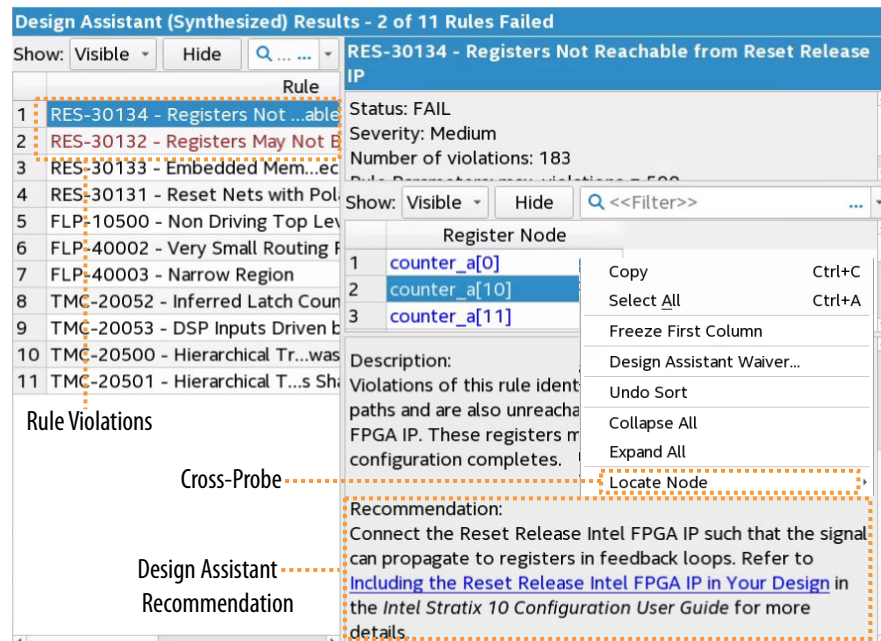 Design Assistant (Synthesized) Results - 2 of 11 Rules Failed
Show: Visible Hide ... ...
Rule
1 RES-30134 - Registers Not ...able
2 RES-30132 - Registers May Not B
3 RES-30133 - Embedded Mem...ec
4 RES-30131 - Reset Nets with Pol
5 FLP-10500 - Non Driving Top Lev
6 FLP-40002 - Very Small Routing
7 FLP-40003 - Narrow Region
8 TMC-20052 - Inferred Latch Coun
9 TMC-20053 - DSP Inputs Driven b
10 TMC-20500 - Hierarchical Tr...was
11 TMC-20501 - Hierarchical T...s Sha
Rule Violations
Cross-Probe
Design Assistant
Recommendation
RES-30134 - Registers Not Reachable from Reset Release
IP
Status: FAIL
Severity: Medium
Number of violations: 183
Rule Parameters: max_violations = 500
Show: Visible Hide <<Filter>> ...
Register Node
1 counter_a[0]
2 counter_a[10]
3 counter_a[11]
Copy Ctrl+C
Select All Ctrl+A
Freeze First Column
Design Assistant Waiver...
Undo Sort
Collapse All
Expand All
Locate Node
Description:
Violations of this rule ident
paths and are also unreacha
FPGA IP. These registers m
configuration completes.
Recommendation:
Connect the Reset Release Intel FPGA IP such that the signal
can propagate to registers in feedback loops. Refer to
Including the Reset Release Intel FPGA IP in Your Design in
the Intel Stratix 10 Configuration User Guide for more
details.